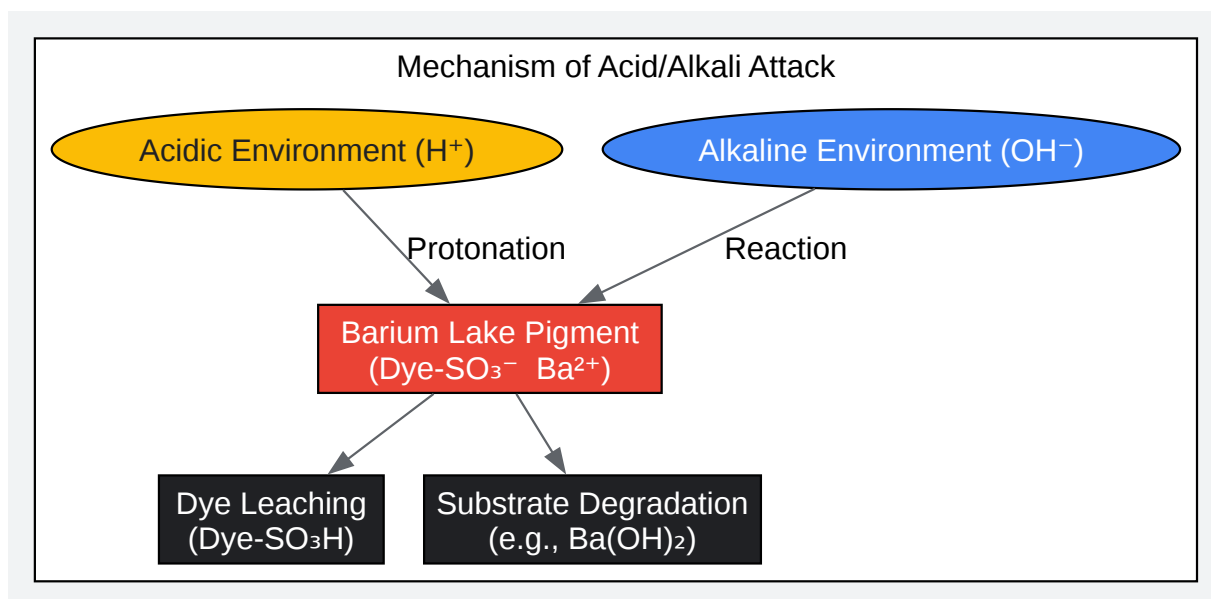 Mechanism of Acid/Alkali Attack
Acidic Environment (H⁺)
Alkaline Environment (OH⁻)
Protonation
Reaction
Barium Lake Pigment
(Dye-SO₃⁻ Ba²⁺)
Dye Leaching
(Dye-SO₃H)
Substrate Degradation
(e.g., Ba(OH)₂)